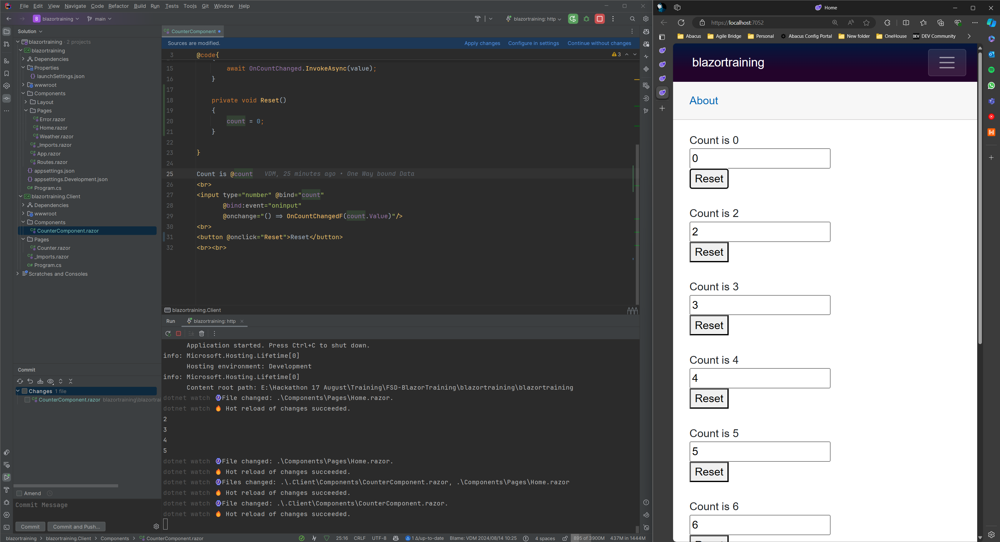 File Edit View Navigate Code Refactor Build Run Tests Tools Git Window Help
B blazortraining main
blazortraining: http
Solution
blazortraining · 2 projects
blazortraining
Dependencies
Properties
launchSettings.json
wwwroot
Components
Layout
Pages
Error.razor
Home.razor
Weather.razor
_Imports.razor
App.razor
Routes.razor
appsettings.json
appsettings.Development.json
C# Program.cs
blazortraining.Client
Dependencies
wwwroot
Components
CounterComponent.razor
Pages
Counter.razor
_Imports.razor
C# Program.cs
Scratches and Consoles
Commit
Changes 1 file
CounterComponent.razor blazortraining\blazortrai
Amend
Commit Message
Commit Commit and Push...
CounterComponent
Sources are modified. Apply changes Configure in settings Continue without changes
3 @code{ 3
15 await OnCountChanged.InvokeAsync(value);
16 }
17
18 private void Reset()
19 {
20 count = 0;
21 }
22
23 }
24
25 Count is @count VDM, 25 minutes ago • One Way bound Data
26 <br>
27 <input type="number" @bind="count"
28 @bind:event="oninput"
29 @onchange="() => OnCountChangedF(count.Value)"/>
30 <br>
31 <button @onclick="Reset">Reset</button>
32 <br><br>
blazortraining.Client
Run blazortraining: http
Application started. Press Ctrl+C to shut down.
info: Microsoft.Hosting.Lifetime[0]
Hosting environment: Development
info: Microsoft.Hosting.Lifetime[0]
Content root path: E:\Hackathon 17 August\Training\FSD-BlazorTraining\blazortraining\blazortraining
dotnet watch ⌚File changed: .\Components\Pages\Home.razor.
dotnet watch 🔥 Hot reload of changes succeeded.
2
3
4
5
dotnet watch ⌚File changed: .\Components\Pages\Home.razor.
dotnet watch 🔥 Hot reload of changes succeeded.
dotnet watch ⌚Files changed: .\.Client\Components\CounterComponent.razor, .\Components\Pages\Home.razor
dotnet watch 🔥 Hot reload of changes succeeded.
dotnet watch ⌚File changed: .\.Client\Components\CounterComponent.razor.
dotnet watch 🔥 Hot reload of changes succeeded.
blazortraining > blazortraining.Client > Components > CounterComponent.razor
25:16 CRLF UTF-8 1 Δ/up-to-date Blame: VDM 2024/08/14 10:25 4 spaces 895 of 3900M 437M in 1444M
Home
https://localhost:7052
Abacus Agile Bridge Personal Abacus Config Portal New folder OneHouse DEV DEV Community
blazortraining
About
Count is 0
0
Reset
Count is 2
2
Reset
Count is 3
3
Reset
Count is 4
4
Reset
Count is 5
5
Reset
Count is 6
6